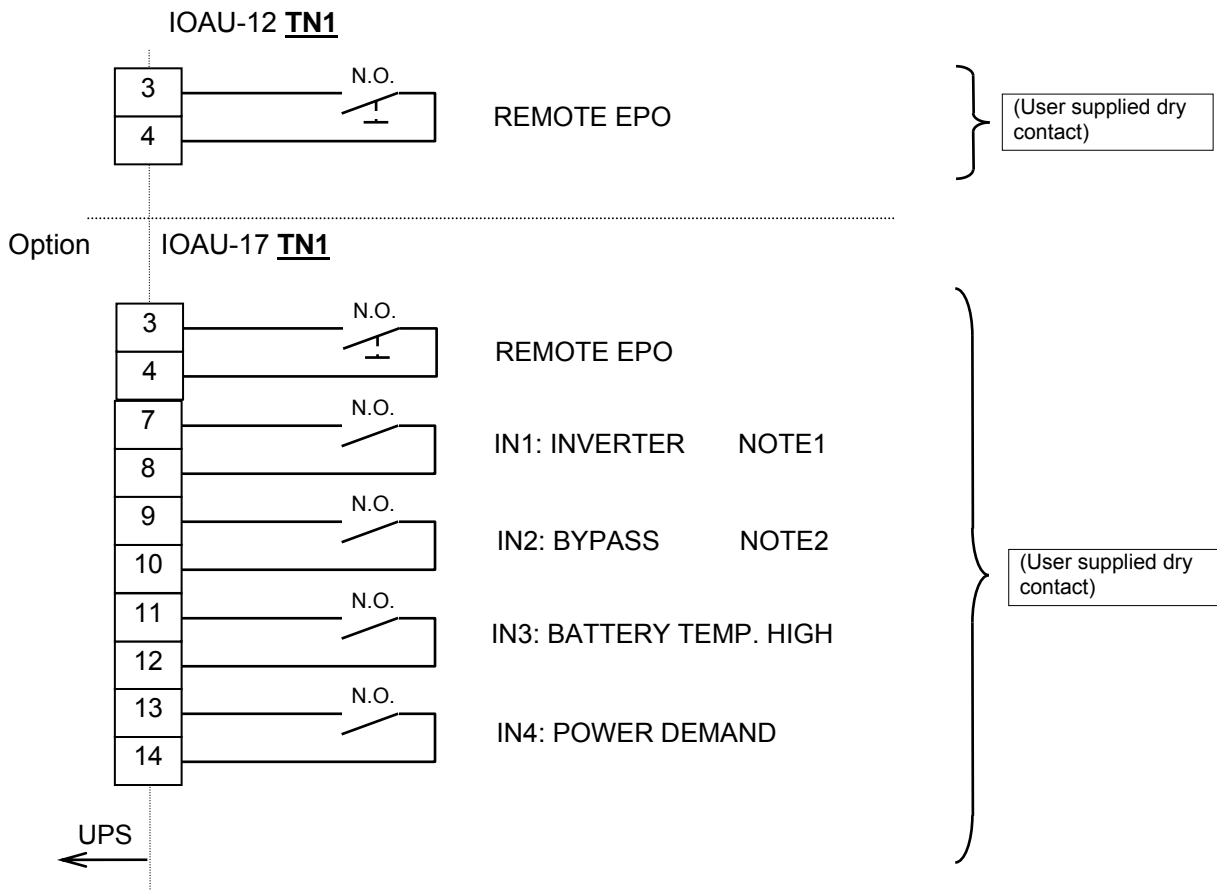 IOAU-12 TN1
3
N.O.
4
REMOTE EPO
(User supplied dry
contact)
Option
IOAU-17 TN1
3
N.O.
4
REMOTE EPO
7
N.O.
8
IN1: INVERTER NOTE1
9
N.O.
10
IN2: BYPASS NOTE2
11
N.O.
12
IN3: BATTERY TEMP. HIGH
13
N.O.
14
IN4: POWER DEMAND
(User supplied dry
contact)
UPS